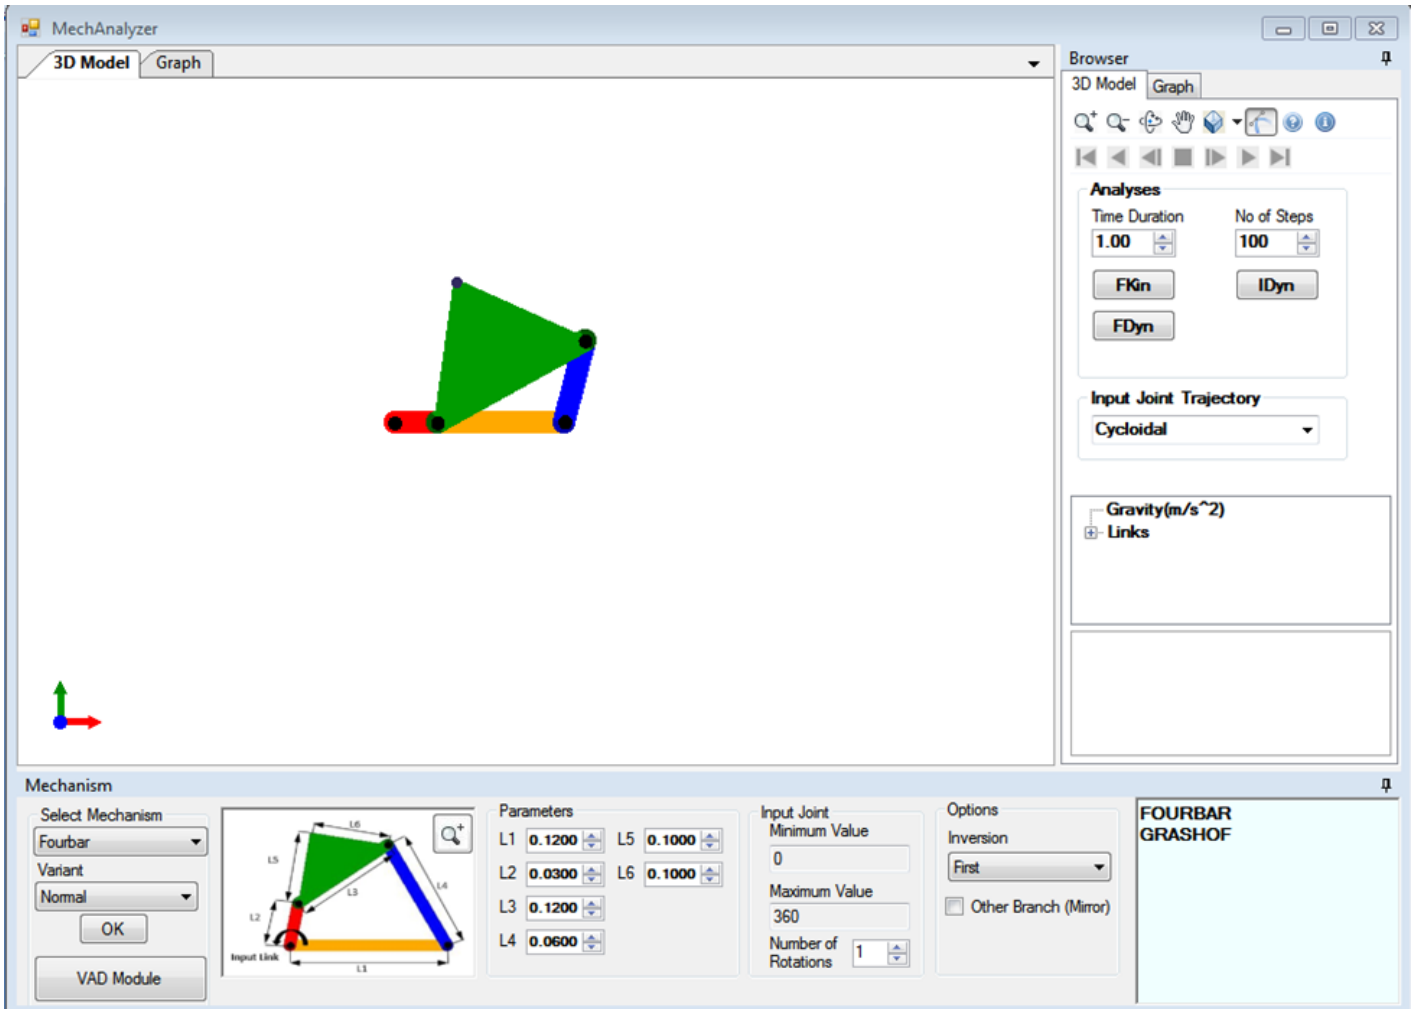 MechAnalyzer
3D Model Graph
Browser
3D Model Graph
Analyses
Time Duration No of Steps
1.00 100
FKin IDyn
FDyn
Input Joint Trajectory
Cycloidal
Gravity(m/s^2)
Links
Mechanism
Select Mechanism
Fourbar
Variant
Normal
OK
VAD Module
L6
L5
L3
L4
L2
Input Link
L1
Parameters
L1 0.1200 L5 0.1000
L2 0.0300 L6 0.1000
L3 0.1200
L4 0.0600
Input Joint
Minimum Value
0
Maximum Value
360
Number of
Rotations 1
Options
Inversion
First
Other Branch (Mirror)
FOURBAR
GRASHOF